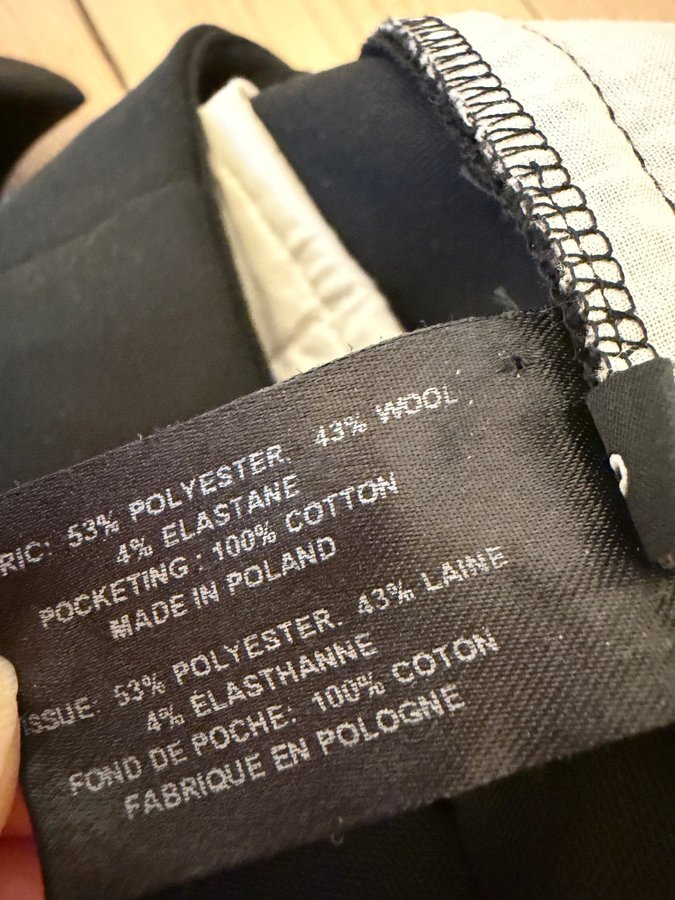 RIC: 53% POLYESTER. 43% WOOL
4% ELASTANE
POCKETING : 100% COTTON
MADE IN POLAND
ISSUE: 53% POLYESTER. 43% LAINE
4% ELASTHANNE
FOND DE POCHE: 100% COTON
FABRIQUE EN POLOGNE